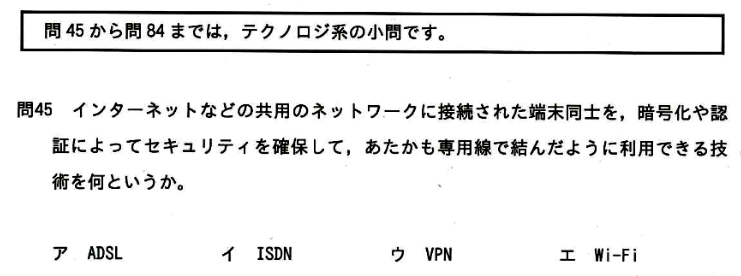 問45から問84までは，テクノロジ系の小問です。
問45　インターネットなどの共用のネットワークに接続された端末同士を，暗号化や認
証によってセキュリティを確保して，あたかも専用線で結んだように利用できる技
術を何というか。
ア　ADSL　　イ　ISDN　　ウ　VPN　　エ　Wi-Fi